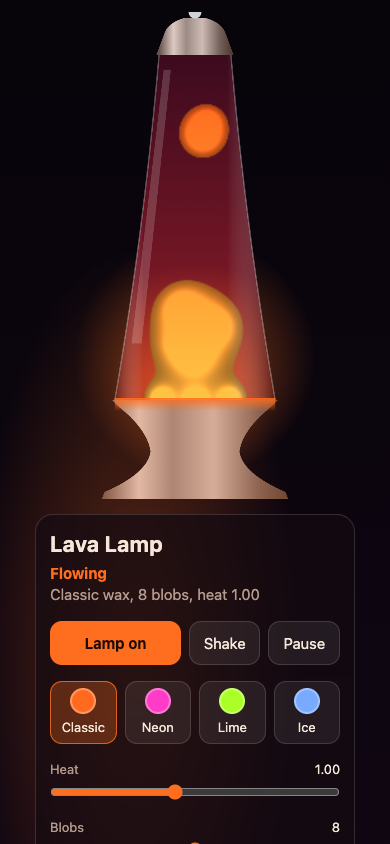 Lava Lamp
Flowing
Classic wax, 8 blobs, heat 1.00
Lamp on Shake Pause
Classic Neon Lime Ice
Heat 1.00
Blobs 8